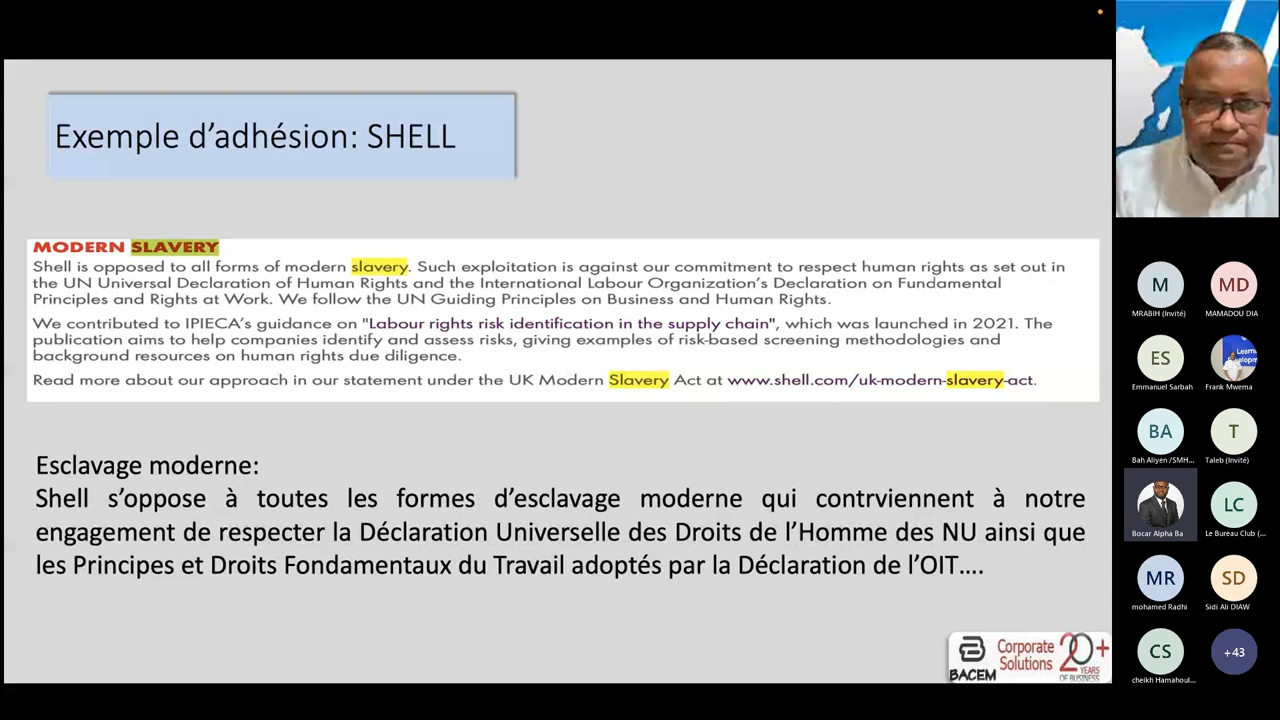 Exemple d’adhésion: SHELL
MODERN SLAVERY
Shell is opposed to all forms of modern slavery. Such exploitation is against our commitment to respect human rights as set out in
the UN Universal Declaration of Human Rights and the International Labour Organization’s Declaration on Fundamental
Principles and Rights at Work. We follow the UN Guiding Principles on Business and Human Rights.
We contributed to IPIECA’s guidance on "Labour rights risk identification in the supply chain", which was launched in 2021. The
publication aims to help companies identify and assess risks, giving examples of risk-based screening methodologies and
background resources on human rights due diligence.
Read more about our approach in our statement under the UK Modern Slavery Act at www.shell.com/uk-modern-slavery-act.
Esclavage moderne:
Shell s’oppose à toutes les formes d’esclavage moderne qui contrviennent à notre
engagement de respecter la Déclaration Universelle des Droits de l’Homme des NU ainsi que
les Principes et Droits Fondamentaux du Travail adoptés par la Déclaration de l’OIT….
BACEM
Corporate
Solutions
20+
YEARS
OF BUSINESS
M
MRABIH (Invité)
MD
MAMADOU DIA
ES
Emmanuel Sarbah
Frank Mwema
BA
Bah Aliyen /SMH...
T
Taleb (Invité)
Bocar Alpha Ba
LC
Le Bureau Club (...
MR
mohamed Radhi
SD
Sidi Ali DIAW
CS
cheikh Hamahoul...
+43